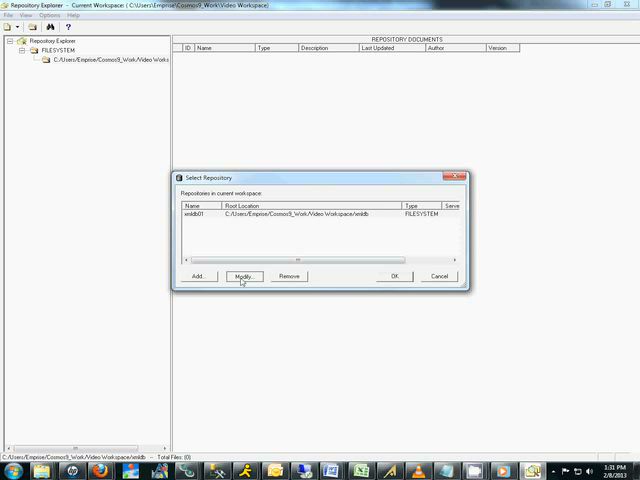 Repository Explorer - Current Workspace: ( C:\Users\Emprise\Cosmos9_Work\Video Workspace)
File View Options Help
Repository Explorer
FILESYSTEM
C:/Users/Emprise/Cosmos9_Work/Video Works
REPOSITORY DOCUMENTS
ID Name Type Description Last Updated Author Version
Select Repository
Repositories in current workspace:
Name Root Location Type Serve
xmldb01 C:/Users/Emprise/Cosmos9_Work/Video Workspace/xmldb FILESYSTEM
Add... Modify... Remove OK Cancel
C:/Users/Emprise/Cosmos9_Work/Video Workspace/xmldb -- Total Files: (0)
1:31 PM
2/8/2013